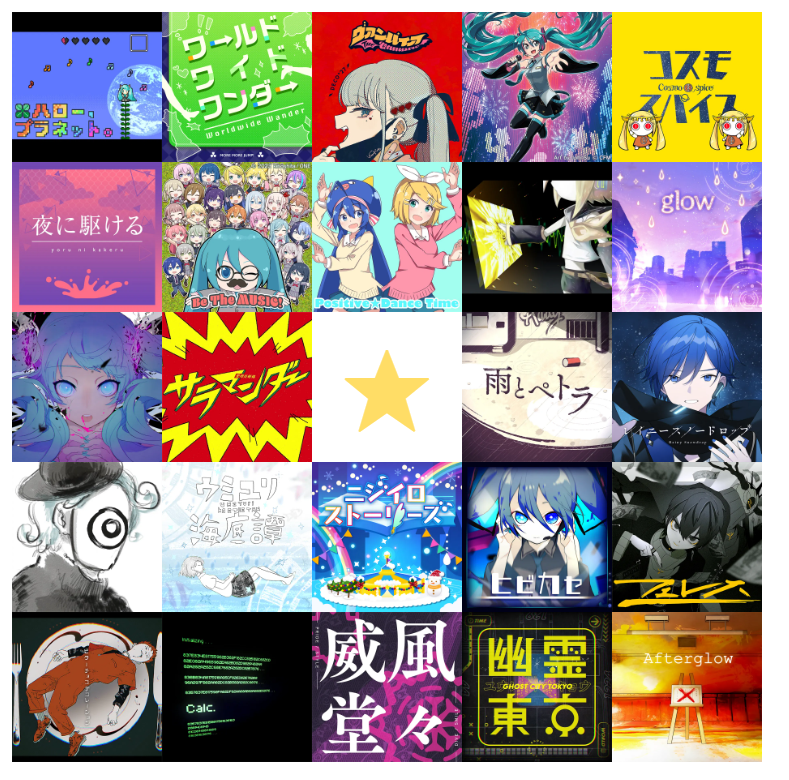 ハロー、
プラネット。
ワールド
ワイド
ワンダー
Worldwide Wander
MORE MORE JUMP!
ヴァンパイア
コスモ
Cosmo spice
スパイス
夜に駆ける
yoru ni kakeru
Be The MUSIC!
Positive☆Dance Time
glow
サラマンダー
雨とペトラ
レイニースノードロップ
Rainy Snowdrop
ウミユリ
海底譚
ニジイロ
ストーリーズ
ヒビカセ
フェレス
Calc.
威風
堂々
幽霊
GHOST CITY TOKYO
東京
Afterglow